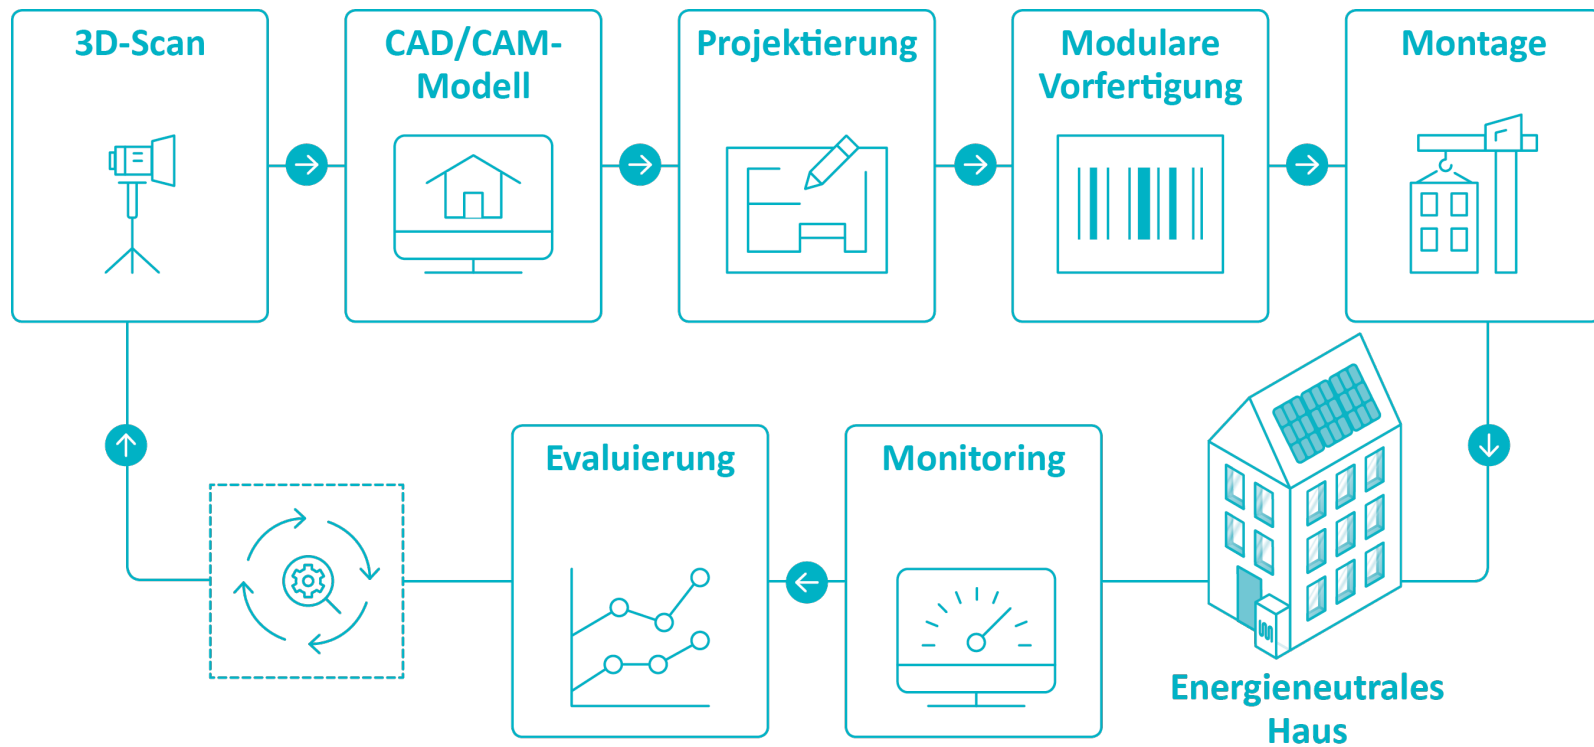 3D-Scan
CAD/CAM-
Modell
Projektierung
Modulare
Vorfertigung
Montage
Evaluierung
Monitoring
Energieneutrales
Haus